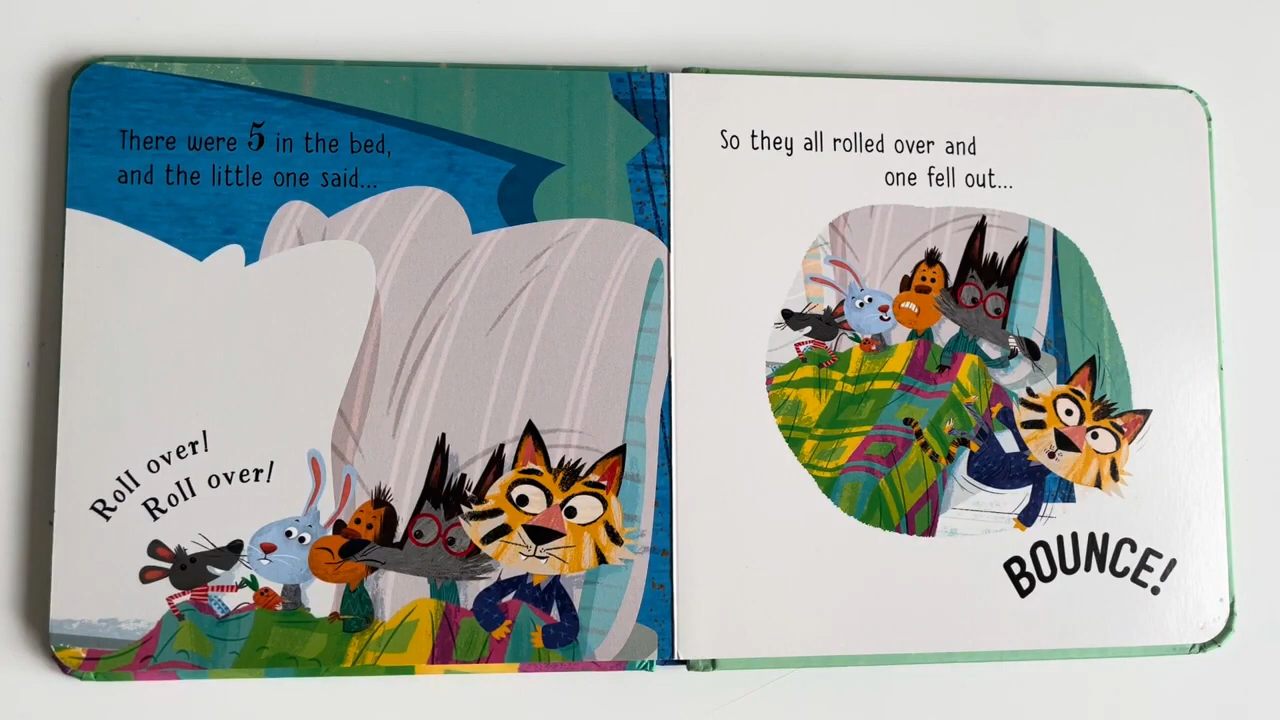 There were 5 in the bed,
and the little one said...
Roll over!
Roll over!
So they all rolled over and
one fell out...
BOUNCE!